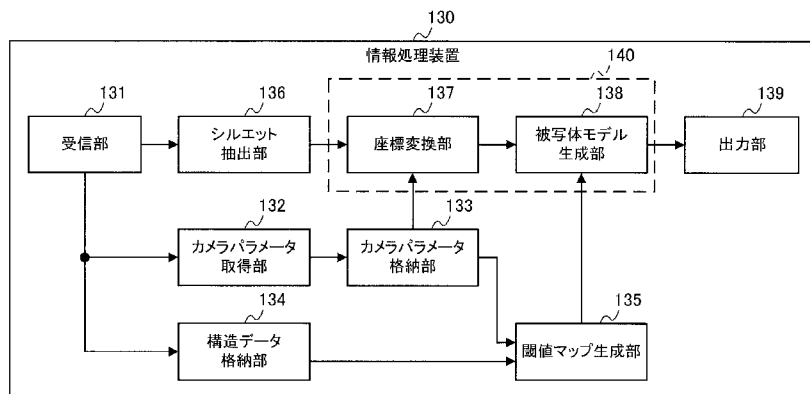 130
情報処理装置
140
131
136
137
138
139
受信部
シルエット
抽出部
座標変換部
被写体モデル
生成部
出力部
132
133
カメラパラメータ
取得部
カメラパラメータ
格納部
134
135
構造データ
格納部
閾値マップ生成部